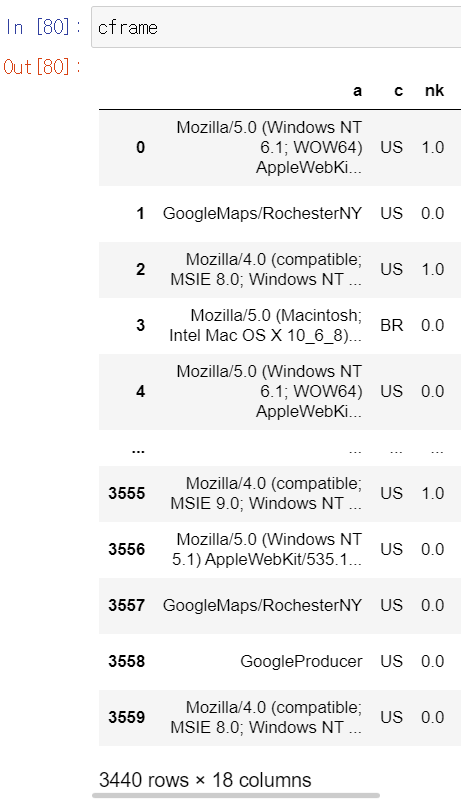 In [80]: cframe
Out[80]:
a c nk
0 Mozilla/5.0 (Windows NT 6.1; WOW64) AppleWebKi... US 1.0
1 GoogleMaps/RochesterNY US 0.0
2 Mozilla/4.0 (compatible; MSIE 8.0; Windows NT ... US 1.0
3 Mozilla/5.0 (Macintosh; Intel Mac OS X 10_6_8)... BR 0.0
4 Mozilla/5.0 (Windows NT 6.1; WOW64) AppleWebKi... US 0.0
... ... ... ...
3555 Mozilla/4.0 (compatible; MSIE 9.0; Windows NT ... US 1.0
3556 Mozilla/5.0 (Windows NT 5.1) AppleWebKit/535.1... US 0.0
3557 GoogleMaps/RochesterNY US 0.0
3558 GoogleProducer US 0.0
3559 Mozilla/4.0 (compatible; MSIE 8.0; Windows NT ... US 0.0
3440 rows × 18 columns